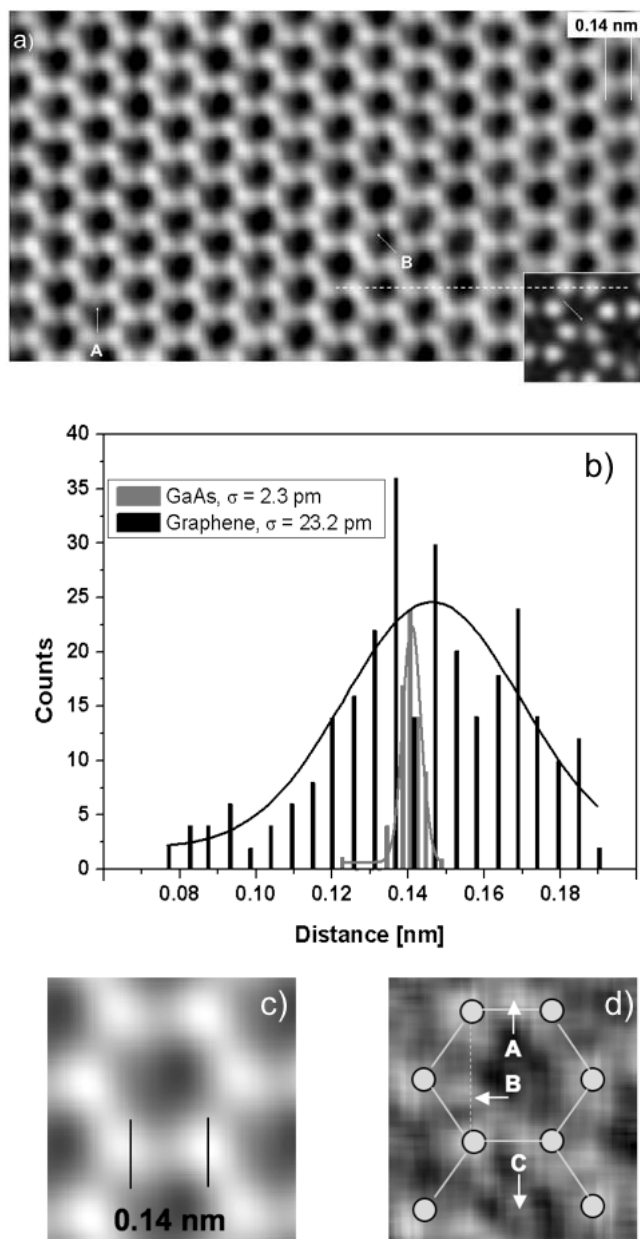 a)
0.14 nm
B
A
b)
40
35
30
25
20
15
10
5
0
Counts
GaAs, σ = 2.3 pm
Graphene, σ = 23.2 pm
0.08 0.10 0.12 0.14 0.16 0.18
Distance [nm]
c)
0.14 nm
d)
A
B
C